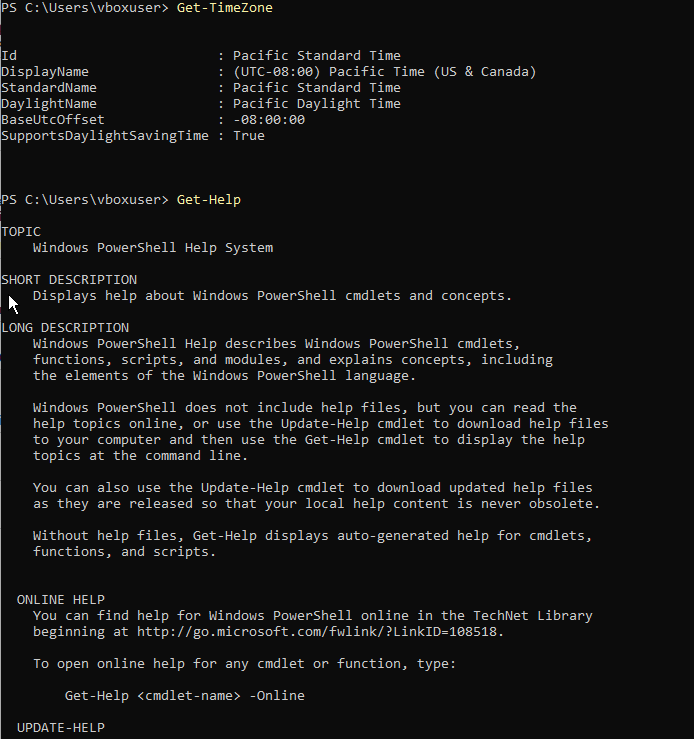 PS C:\Users\vboxuser> Get-TimeZone
Id                         : Pacific Standard Time
DisplayName                : (UTC-08:00) Pacific Time (US & Canada)
StandardName               : Pacific Standard Time
DaylightName               : Pacific Daylight Time
BaseUtcOffset              : -08:00:00
SupportsDaylightSavingTime : True
PS C:\Users\vboxuser> Get-Help
TOPIC
    Windows PowerShell Help System
SHORT DESCRIPTION
    Displays help about Windows PowerShell cmdlets and concepts.
LONG DESCRIPTION
    Windows PowerShell Help describes Windows PowerShell cmdlets,
    functions, scripts, and modules, and explains concepts, including
    the elements of the Windows PowerShell language.
    Windows PowerShell does not include help files, but you can read the
    help topics online, or use the Update-Help cmdlet to download help files
    to your computer and then use the Get-Help cmdlet to display the help
    topics at the command line.
    You can also use the Update-Help cmdlet to download updated help files
    as they are released so that your local help content is never obsolete.
    Without help files, Get-Help displays auto-generated help for cmdlets,
    functions, and scripts.
  ONLINE HELP
    You can find help for Windows PowerShell online in the TechNet Library
    beginning at http://go.microsoft.com/fwlink/?LinkID=108518.
    To open online help for any cmdlet or function, type:
        Get-Help <cmdlet-name> -Online
  UPDATE-HELP